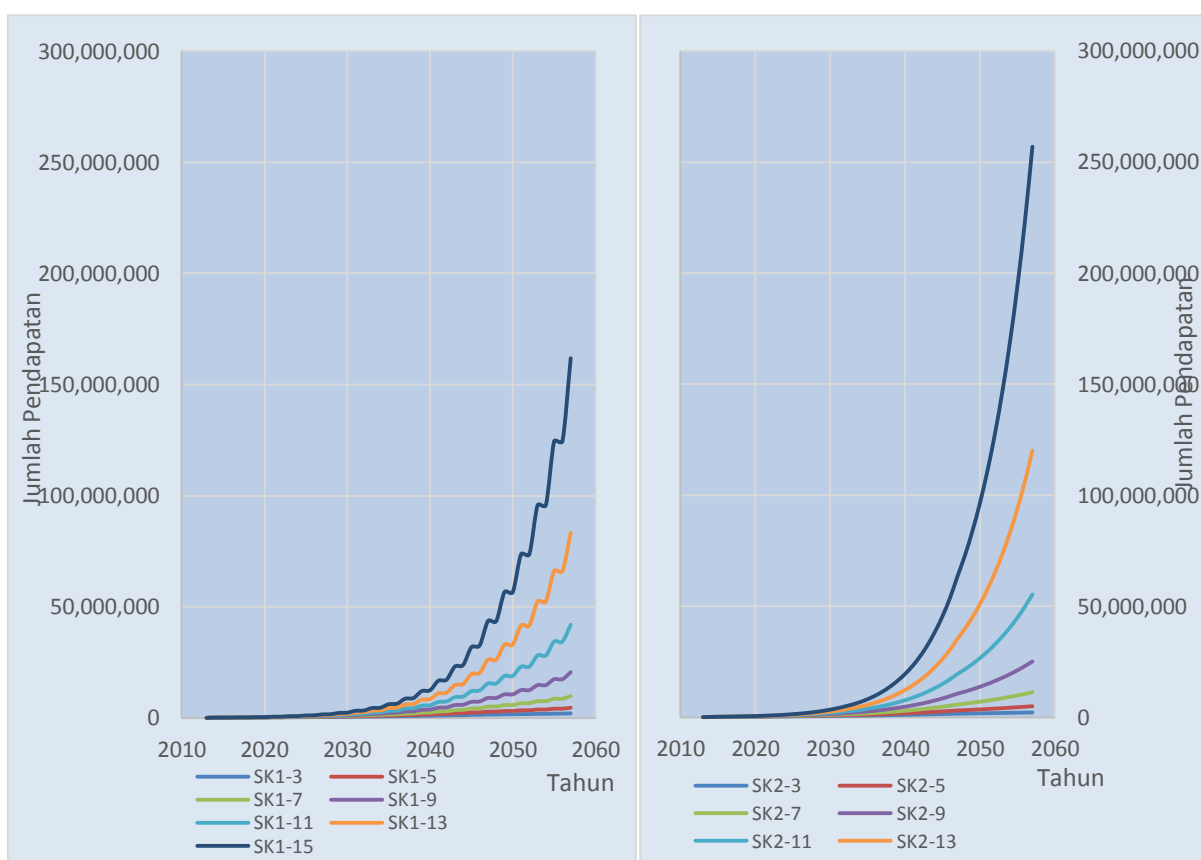 300,000,000
250,000,000
200,000,000
150,000,000
100,000,000
50,000,000
0
Jumlah Pendapatan
2010 2020 2030 2040 2050 2060
Tahun
SK1-3 SK1-5
SK1-7 SK1-9
SK1-11 SK1-13
SK1-15
300,000,000
250,000,000
200,000,000
150,000,000
100,000,000
50,000,000
0
Jumlah Pendapatan
2010 2020 2030 2040 2050 2060
Tahun
SK2-3 SK2-5
SK2-7 SK2-9
SK2-11 SK2-13